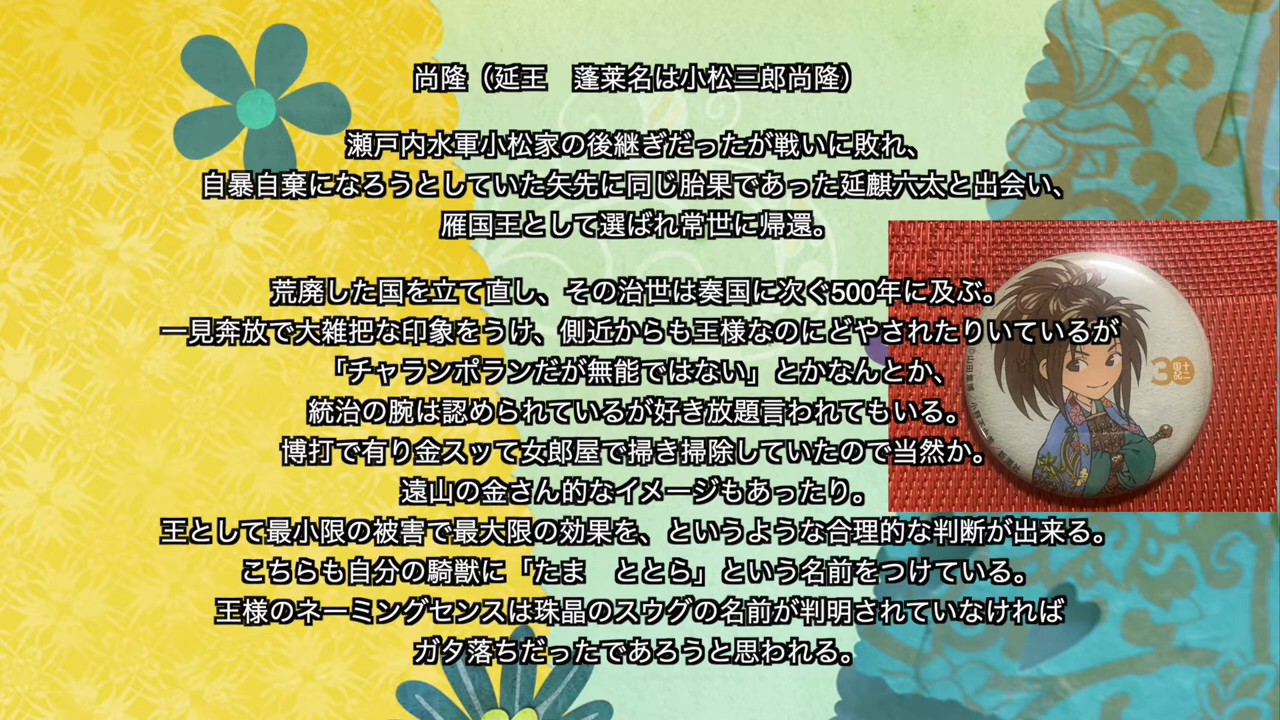 尚隆（延王　蓬莱名は小松三郎尚隆）
瀬戸内水軍小松家の後継ぎだったが戦いに敗れ、
自暴自棄になろうとしていた矢先に同じ胎果であった延麒六太と出会い、
雁国王として選ばれ常世に帰還。
荒廃した国を立て直し、その治世は奏国に次ぐ500年に及ぶ。
一見奔放で大雑把な印象をうけ、側近からも王様なのにどやされたりいているが
「チャランポランだが無能ではない」とかなんとか、
統治の腕は認められているが好き放題言われてもいる。
博打で有り金スッて女郎屋で掃き掃除していたので当然か。
遠山の金さん的なイメージもあったり。
王として最小限の被害で最大限の効果を、というような合理的な判断が出来る。
こちらも自分の騎獣に「たま　ととら」という名前をつけている。
王様のネーミングセンスは珠晶のスウグの名前が判明されていなければ
ガタ落ちだったであろうと思われる。
3
十二
国記